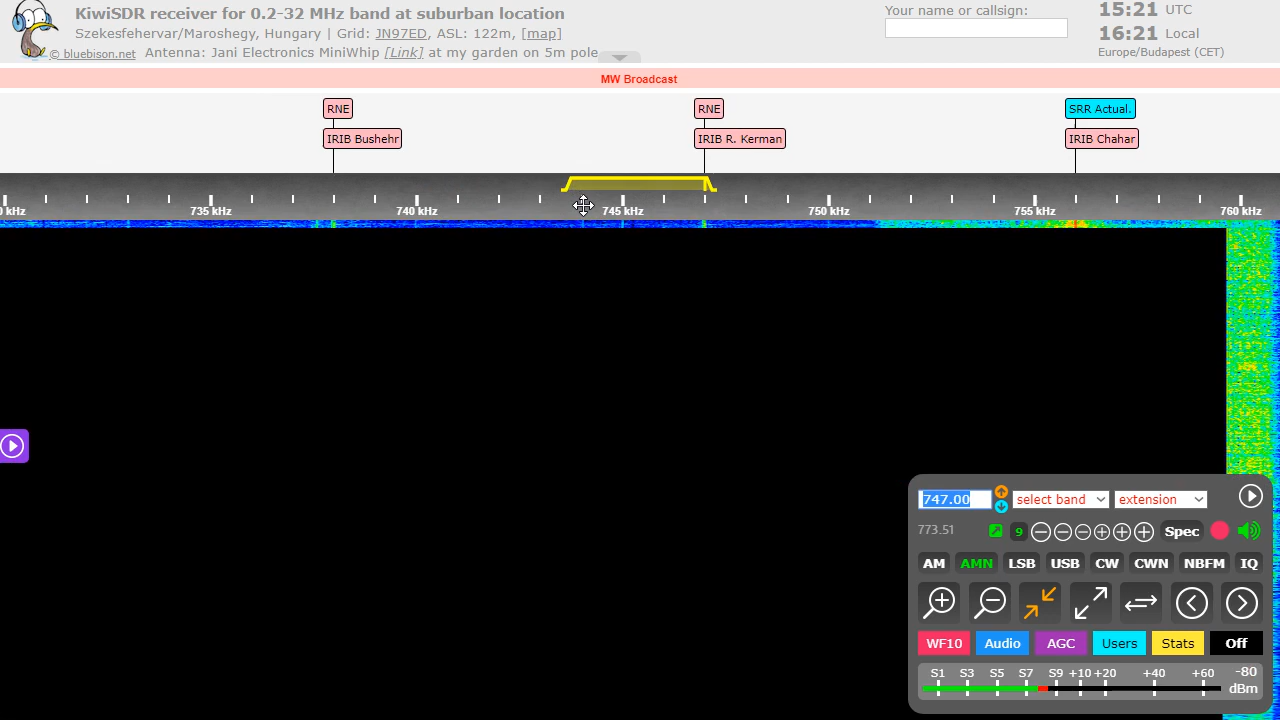 KiwiSDR receiver for 0.2-32 MHz band at suburban location
Szekesfehervar/Maroshegy, Hungary | Grid: JN97ED, ASL: 122m, [map]
© bluebison.net Antenna: Jani Electronics MiniWhip [Link] at my garden on 5m pole
Your name or callsign:
15:21 UTC
16:21 Local
Europe/Budapest (CET)
MW Broadcast
RNE RNE SRR Actual.
IRIB Bushehr IRIB R. Kerman IRIB Chahar
0 kHz 735 kHz 740 kHz 745 kHz 750 kHz 755 kHz 760 kHz
747.00 select band extension
773.51 9 Spec
AM AMN LSB USB CW CWN NBFM IQ
WF10 Audio AGC Users Stats Off
S1 S3 S5 S7 S9 +10 +20 +40 +60 -80
dBm